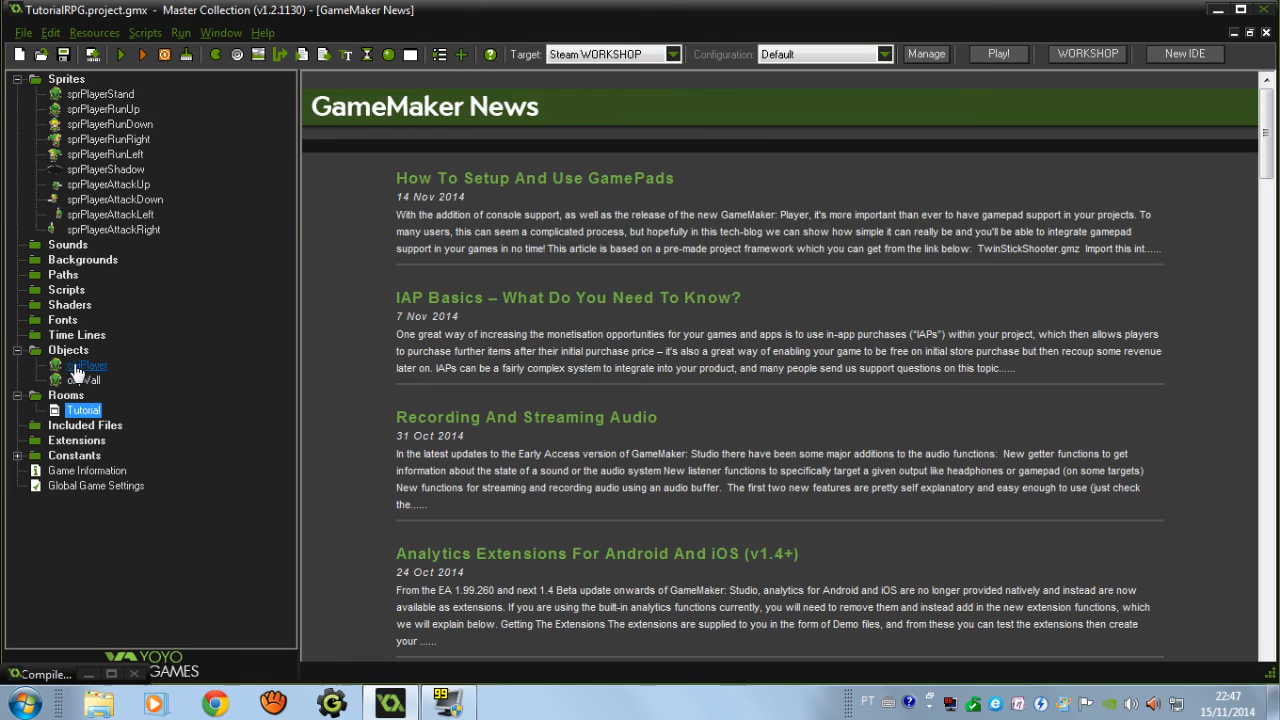 TutorialRPG.project.gmx - Master Collection (v1.2.1130) - [GameMaker News]
File Edit Resources Scripts Run Window Help
Target: Steam WORKSHOP Configuration: Default Manage Play! WORKSHOP New IDE
Sprites
sprPlayerStand
sprPlayerRunUp
sprPlayerRunDown
sprPlayerRunRight
sprPlayerRunLeft
sprPlayerShadow
sprPlayerAttackUp
sprPlayerAttackDown
sprPlayerAttackLeft
sprPlayerAttackRight
Sounds
Backgrounds
Paths
Scripts
Shaders
Fonts
Time Lines
Objects
Rooms
Tutorial
Included Files
Extensions
Constants
Game Information
Global Game Settings
YOYO
GAMES
Compile...
GameMaker News
How To Setup And Use GamePads
14 Nov 2014
With the addition of console support, as well as the release of the new GameMaker: Player, it's more important than ever to have gamepad support in your projects. To
many users, this can seem a complicated process, but hopefully in this tech-blog we can show how simple it can really be and you'll be able to integrate gamepad
support in your games in no time! This article is based on a pre-made project framework which you can get from the link below: TwinStickShooter.gmz Import this int......
IAP Basics – What Do You Need To Know?
7 Nov 2014
One great way of increasing the monetisation opportunities for your games and apps is to use in-app purchases ("IAPs") within your project, which then allows players
to purchase further items after their initial purchase price – it's also a great way of enabling your game to be free on initial store purchase but then recoup some revenue
later on. IAPs can be a fairly complex system to integrate into your product, and many people send us support questions on this topic......
Recording And Streaming Audio
31 Oct 2014
In the latest updates to the Early Access version of GameMaker: Studio there have been some major additions to the audio functions: New getter functions to get
information about the state of a sound or the audio system New listener functions to specifically target a given output like headphones or gamepad (on some targets)
New functions for streaming and recording audio using an audio buffer. The first two new features are pretty self explanatory and easy enough to use (just check
the......
Analytics Extensions For Android And iOS (v1.4+)
24 Oct 2014
From the EA 1.99.260 and next 1.4 Beta update onwards of GameMaker: Studio, analytics for Android and iOS are no longer provided natively and instead are now
available as extensions. If you are using the built-in analytics functions currently, you will need to remove them and instead add in the new extension functions, which
we will explain below. Getting The Extensions The extensions are supplied to you in the form of Demo files, and from these you can test the extensions then create
your ......
99
PT
22:47
15/11/2014